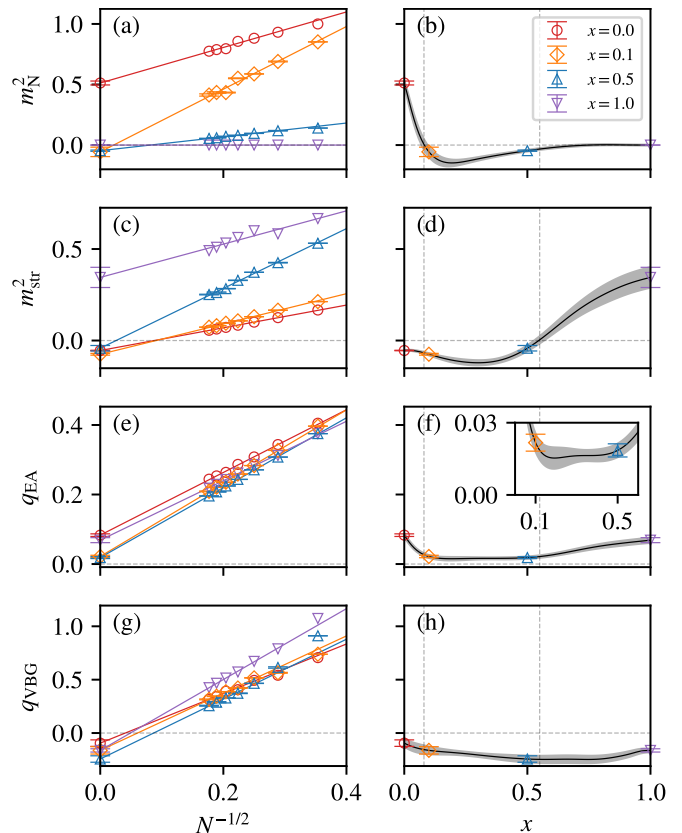 (a)
(b)
x = 0.0
x = 0.1
x = 0.5
x = 1.0
m²_N
1.0
0.5
0.0
(c)
(d)
m²_str
0.5
0.0
(e)
(f)
q_EA
0.4
0.2
0.0
0.03
0.00
0.1
0.5
(g)
(h)
q_VBG
1.0
0.5
0.0
0.0
0.2
0.4
0.0
0.5
1.0
N^{-1/2}
x